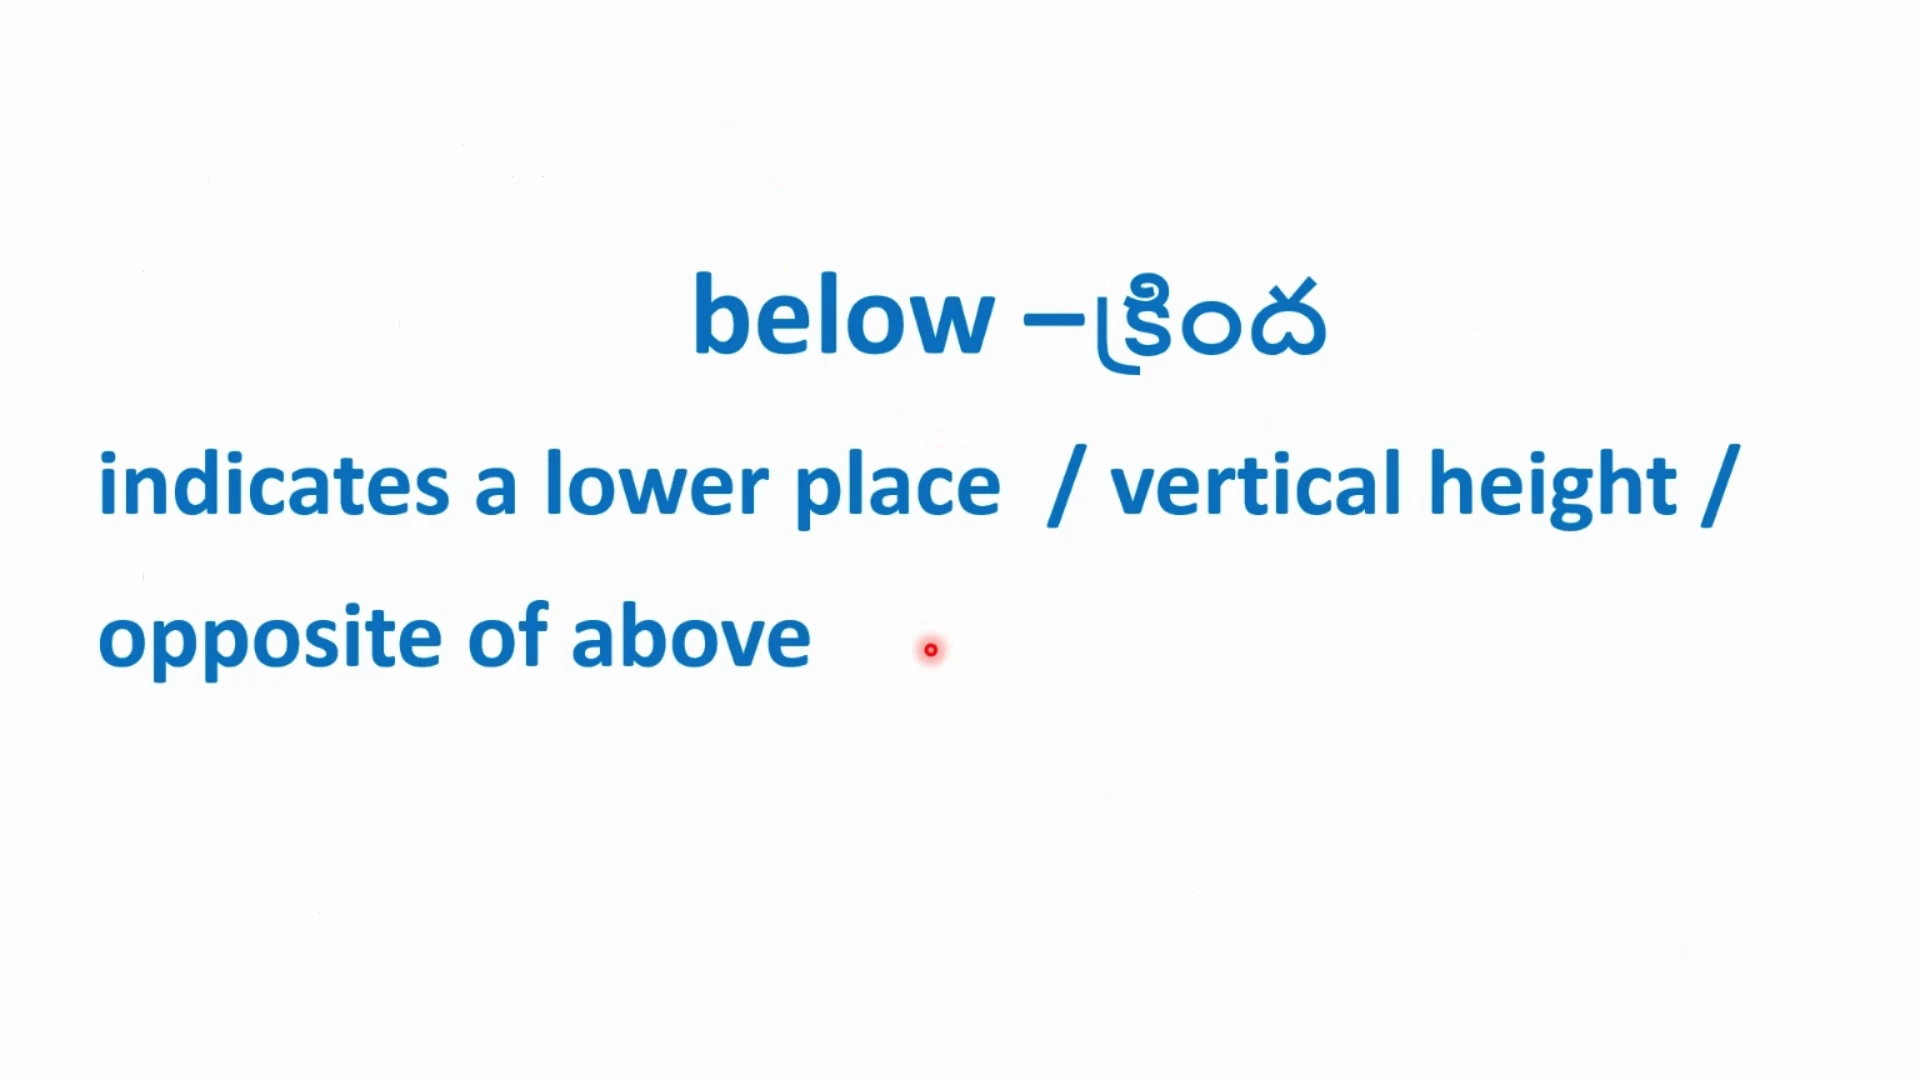 below –క్రింద
indicates a lower place / vertical height /
opposite of above